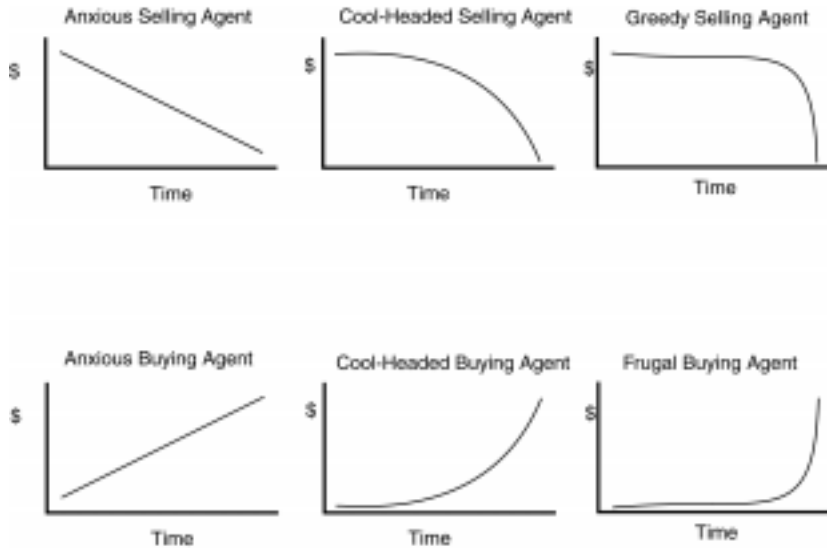 Anxious Selling Agent
Cool-Headed Selling Agent
Greedy Selling Agent
$
$
$
Time
Time
Time
Anxious Buying Agent
Cool-Headed Buying Agent
Frugal Buying Agent
$
$
$
Time
Time
Time